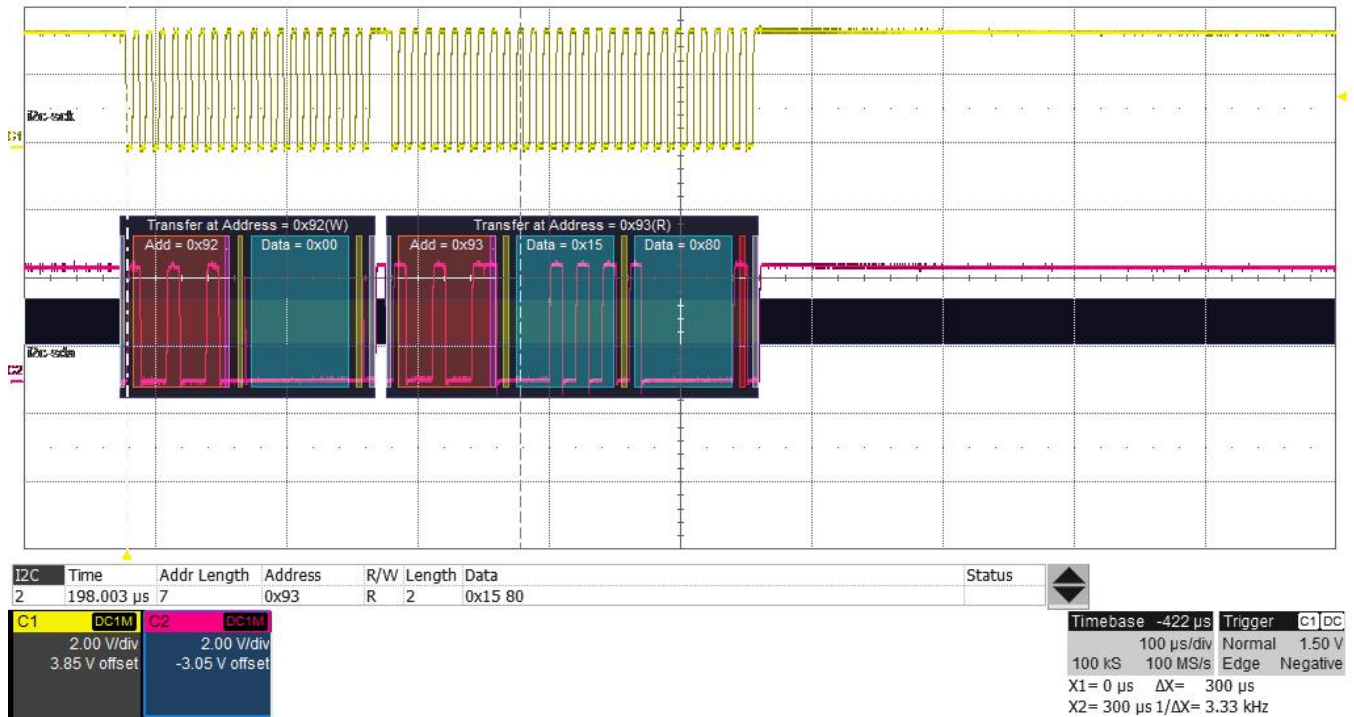 i2c-sclk
C1
Transfer at Address = 0x92(W)
Transfer at Address = 0x93(R)
Add = 0x92
Data = 0x00
Add = 0x93
Data = 0x15
Data = 0x80
i2c-sda
C2
I2C Time Addr Length Address R/W Length Data Status
2 198.003 µs 7 0x93 R 2 0x15 80
C1 DC1M C2 DC1M
2.00 V/div 2.00 V/div
3.85 V offset -3.05 V offset
Timebase -422 µs Trigger C1 DC
100 µs/div Normal 1.50 V
100 kS 100 MS/s Edge Negative
X1= 0 µs ΔX= 300 µs
X2= 300 µs 1/ΔX= 3.33 kHz